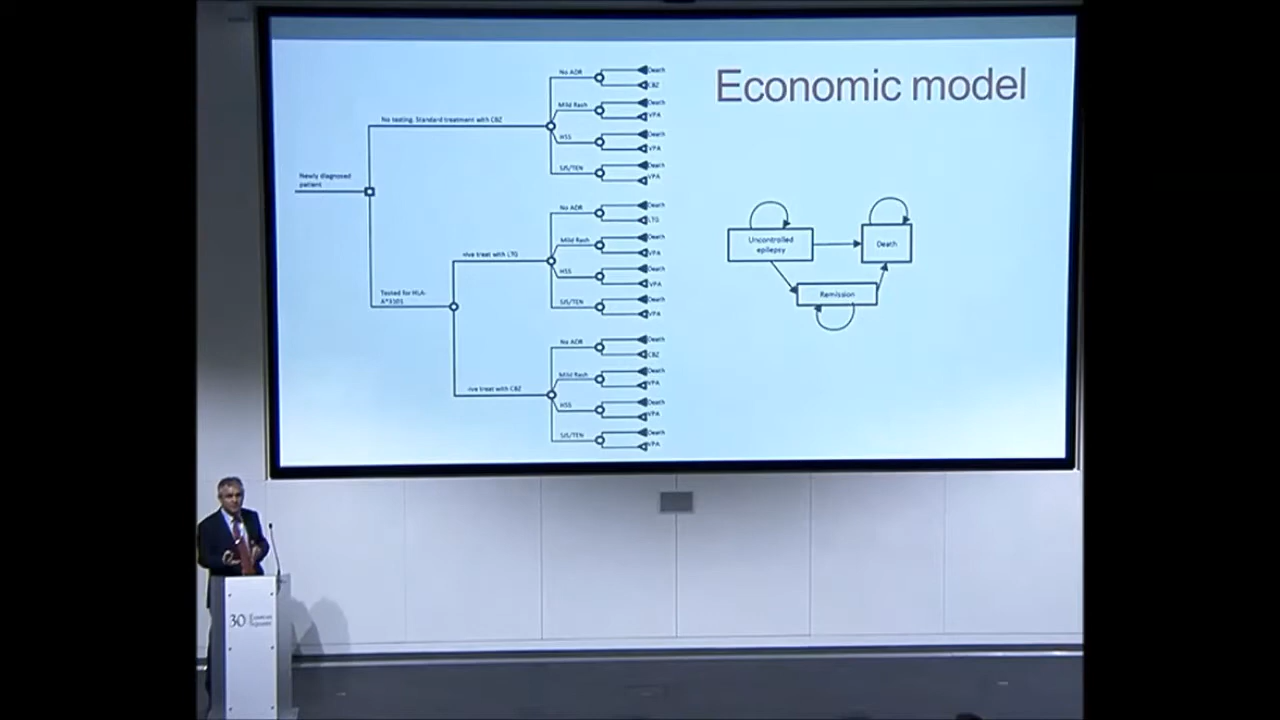 Economic model
Newly diagnosed
patient
No testing. Standard treatment with CBZ
No ADR
Death
CBZ
Mild Rash
Death
VPA
HSS
Death
VPA
SJS/TEN
Death
VPA
Tested for HLA-
A*3101
-ive treat with LTG
No ADR
Death
LTG
Mild Rash
Death
VPA
HSS
Death
VPA
SJS/TEN
Death
VPA
-ive treat with CBZ
No ADR
Death
CBZ
Mild Rash
Death
VPA
HSS
Death
VPA
SJS/TEN
Death
VPA
Uncontrolled
epilepsy
Death
Remission
30